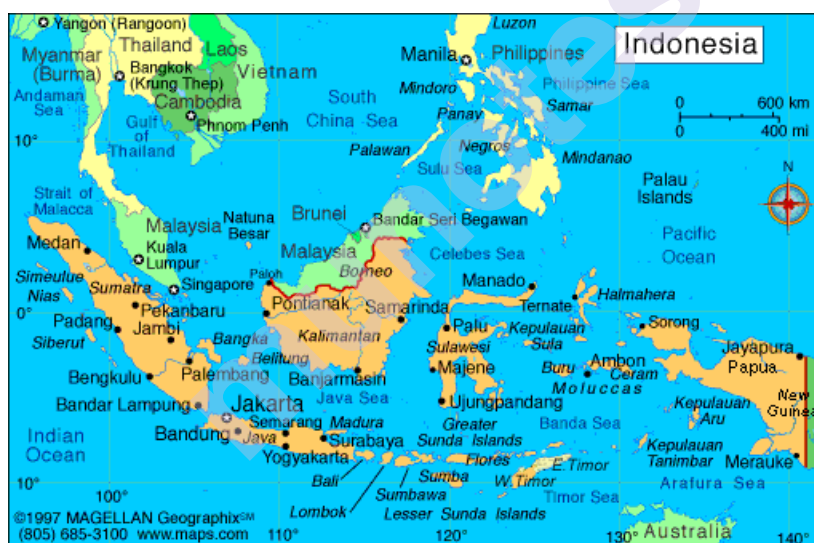 Indonesia
Yangon (Rangoon)
Myanmar
(Burma)
Thailand
Laos
Bangkok
(Krung Thep)
Vietnam
Cambodia
Phnom Penh
Andaman
Sea
Gulf
of
Thailand
10°
South
China Sea
Luzon
Manila
Philippines
Mindoro
Philippine Sea
Samar
Panay
Negros
Palawan
Sulu Sea
Mindanao
0 600 km
0 400 mi
N
Palau
Islands
Pacific
Ocean
Strait of
Malacca
Malaysia
Kuala
Lumpur
Singapore
Natuna
Besar
Brunei
Bandar Seri Begawan
Malaysia
Celebes Sea
Borneo
Paloh
Medan
Simeulue
Nias
Sumatra
Pekanbaru
0°
Padang
Jambi
Siberut
Bangka
Belitung
Bengkulu
Palembang
Bandar Lampung
Pontianak
Samarinda
Kalimantan
Banjarmasin
Java Sea
Manado
Ternate
Halmahera
Palu
Kepulauan
Sula
Sulawesi
Majene
Ujungpandang
Sorong
Buru
Ambon
Ceram
Moluccas
Jayapura
Papua
New
Guinea
Kepulauan
Aru
Jakarta
Semarang
Madura
Bandung
Java
Surabaya
Yogyakarta
Greater
Sunda Islands
Banda Sea
Indian
Ocean
Bali
Flores
Sumba
E.Timor
W.Timor
Kepulauan
Tanimbar
Merauke
Arafura Sea
10°
Lombok
Sumbawa
Lesser Sunda Islands
Timor Sea
100°
110°
120°
130°
140°
Australia
©1997 MAGELLAN Geographix℠
(805) 685-3100 www.maps.com